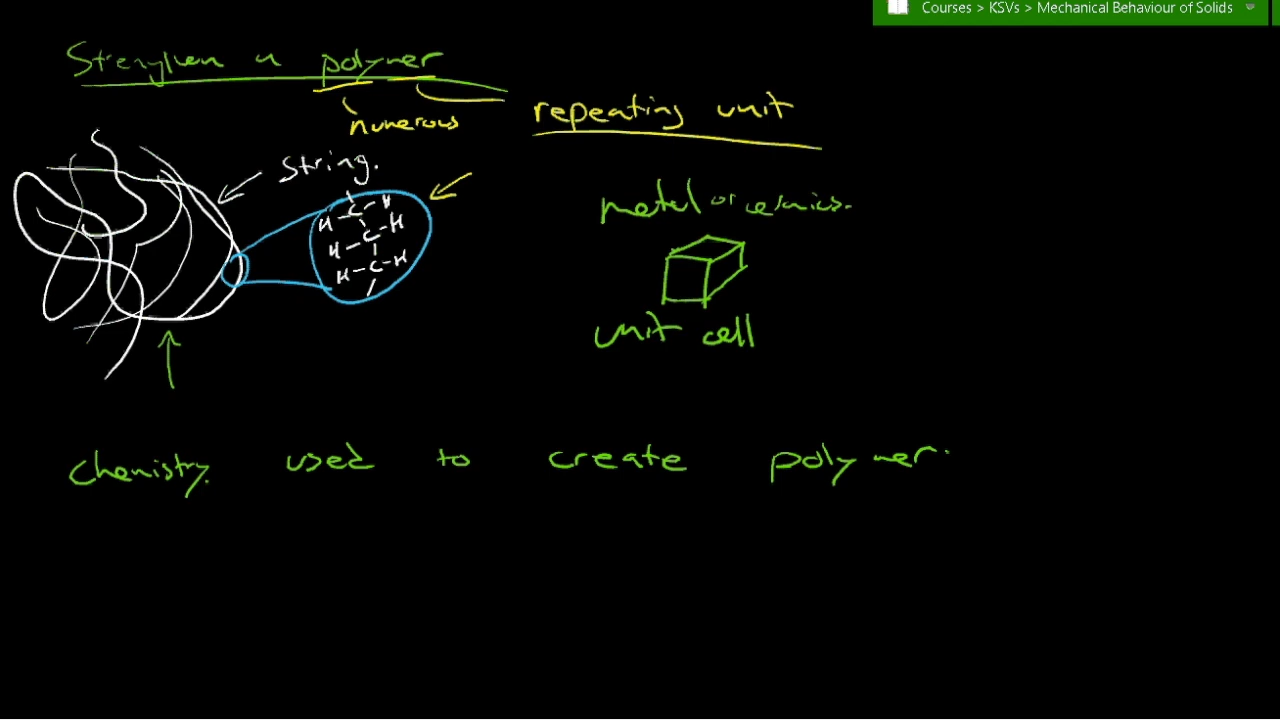 Courses > KSVs > Mechanical Behaviour of Solids
Strengthen a polymer
numerous
repeating unit
String.
H C H
H C H
H C H
metal or ceramics.
unit cell
chemistry used to create polymer.